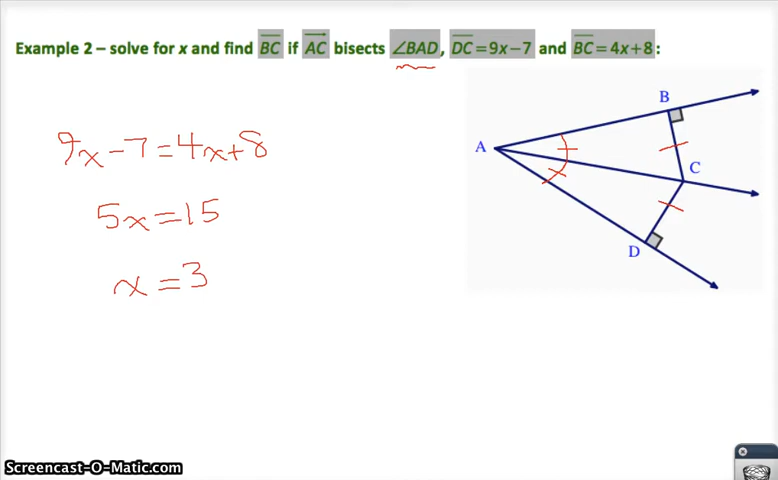 Example 2 – solve for x and find BC if AC bisects ∠BAD, DC = 9x−7 and BC = 4x+8:
9x-7=4x+8
5x=15
x=3
A
B
C
D
Screencast-O-Matic.com